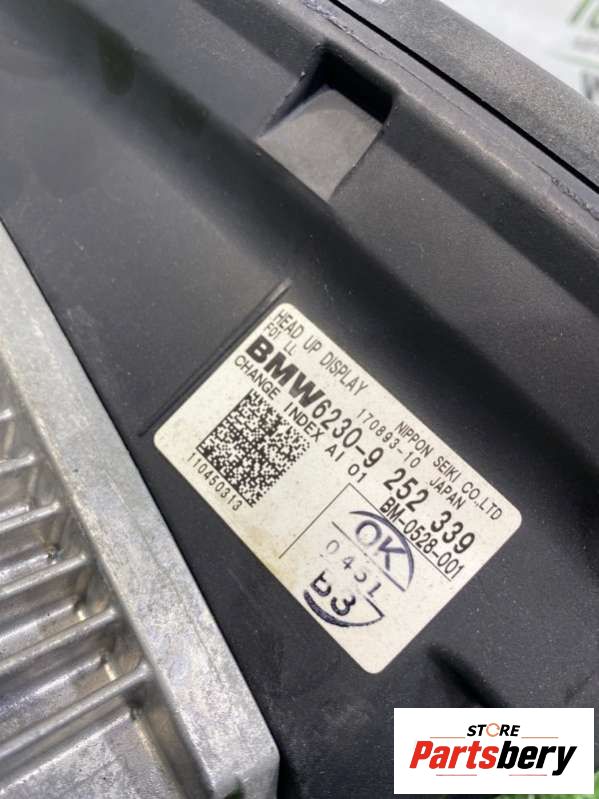 HEAD UP DISPLAY
F01 LL
170893-10
NIPPON SEIKI CO.,LTD
JAPAN
BMW6230-9 252 339
CHANGE INDEX AI 01
BM-0528-001
110450313
OK
0451
B3
STORE
Partsbery